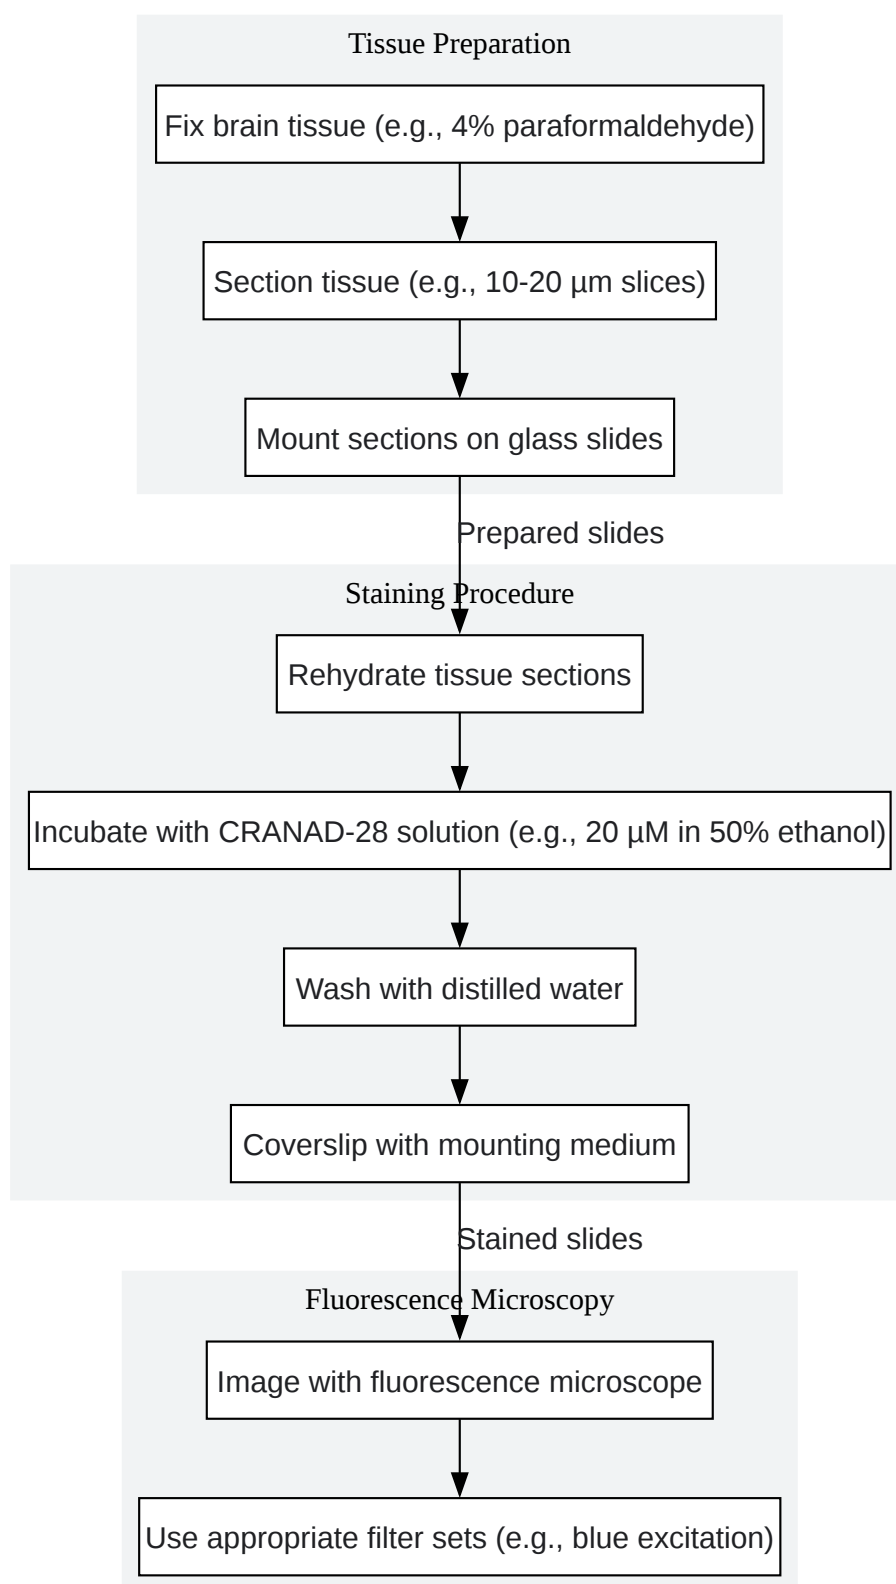 Tissue Preparation
Fix brain tissue (e.g., 4% paraformaldehyde)
Section tissue (e.g., 10-20 µm slices)
Mount sections on glass slides
Prepared slides
Staining Procedure
Rehydrate tissue sections
Incubate with CRANAD-28 solution (e.g., 20 µM in 50% ethanol)
Wash with distilled water
Coverslip with mounting medium
Stained slides
Fluorescence Microscopy
Image with fluorescence microscope
Use appropriate filter sets (e.g., blue excitation)